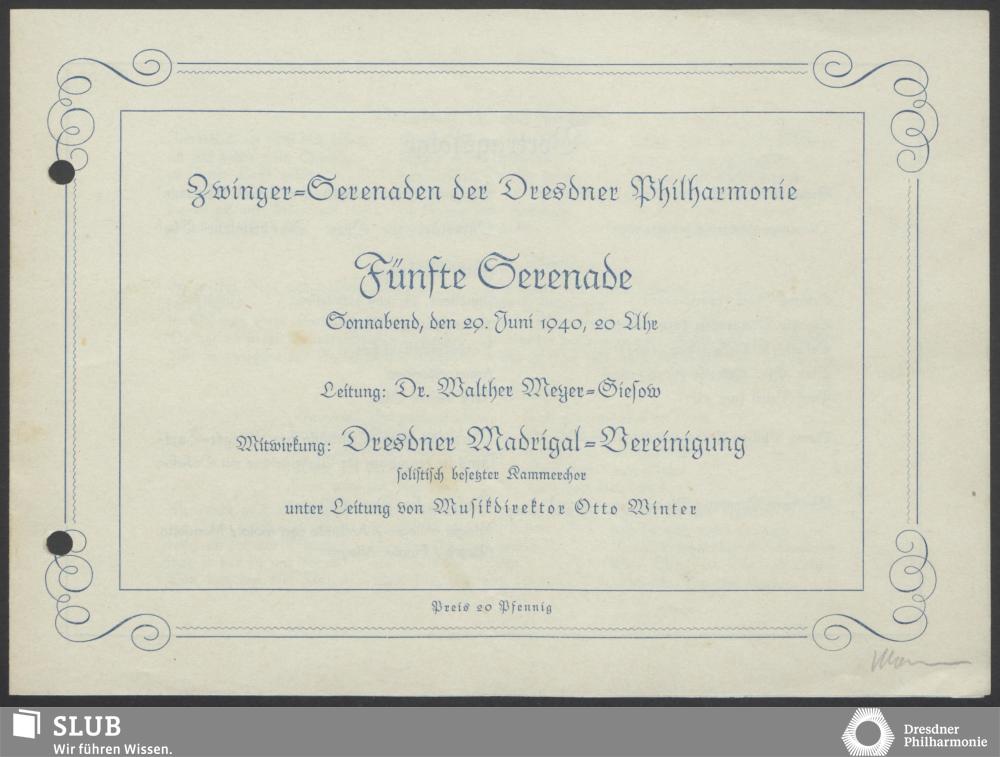 Zwinger=Serenaden der Dresdner Philharmonie
Fünfte Serenade
Sonnabend, den 29. Juni 1940, 20 Uhr
Leitung: Dr. Walther Meyer=Giesow
Mitwirkung: Dresdner Madrigal=Vereinigung
solistisch besetzter Kammerchor
unter Leitung von Musikdirektor Otto Winter
Preis 20 Pfennig
SLUB
Wir führen Wissen.
Dresdner
Philharmonie